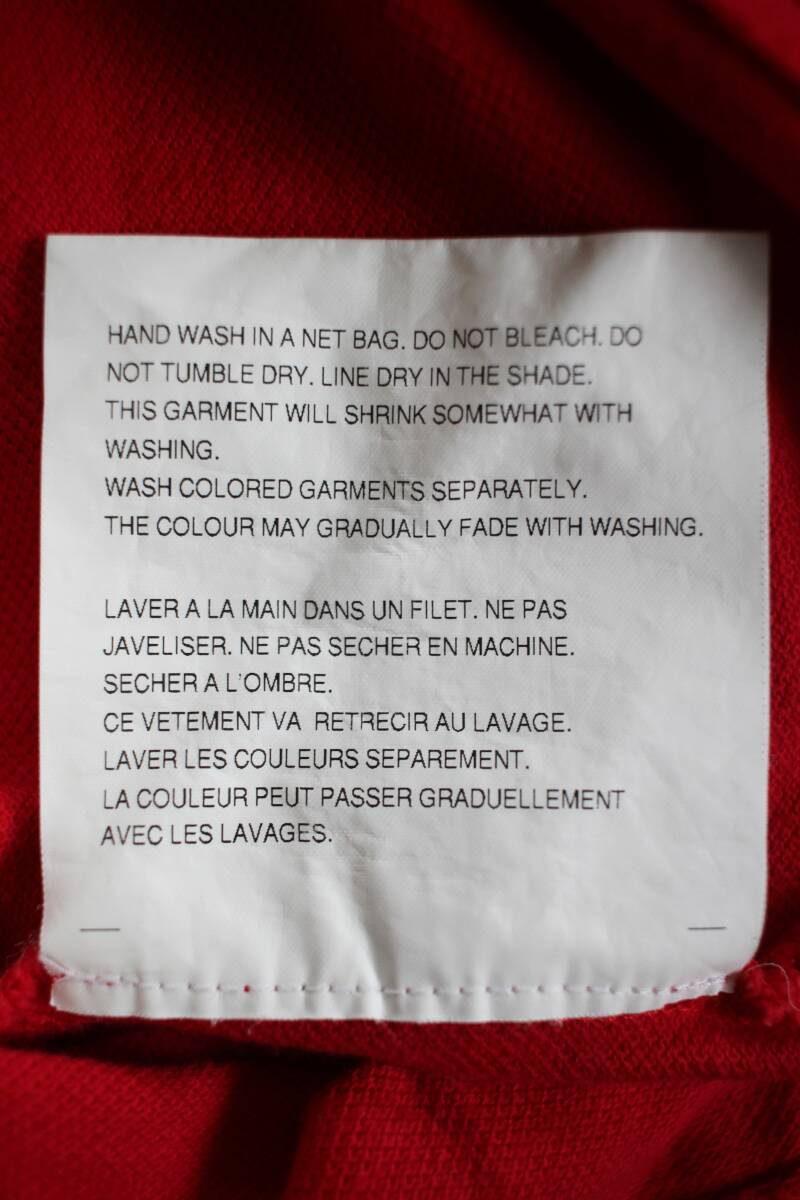 HAND WASH IN A NET BAG. DO NOT BLEACH. DO
NOT TUMBLE DRY. LINE DRY IN THE SHADE.
THIS GARMENT WILL SHRINK SOMEWHAT WITH
WASHING.
WASH COLORED GARMENTS SEPARATELY.
THE COLOUR MAY GRADUALLY FADE WITH WASHING.
LAVER A LA MAIN DANS UN FILET. NE PAS
JAVELISER. NE PAS SECHER EN MACHINE.
SECHER A L'OMBRE.
CE VETEMENT VA RETRECIR AU LAVAGE.
LAVER LES COULEURS SEPAREMENT.
LA COULEUR PEUT PASSER GRADUELLEMENT
AVEC LES LAVAGES.